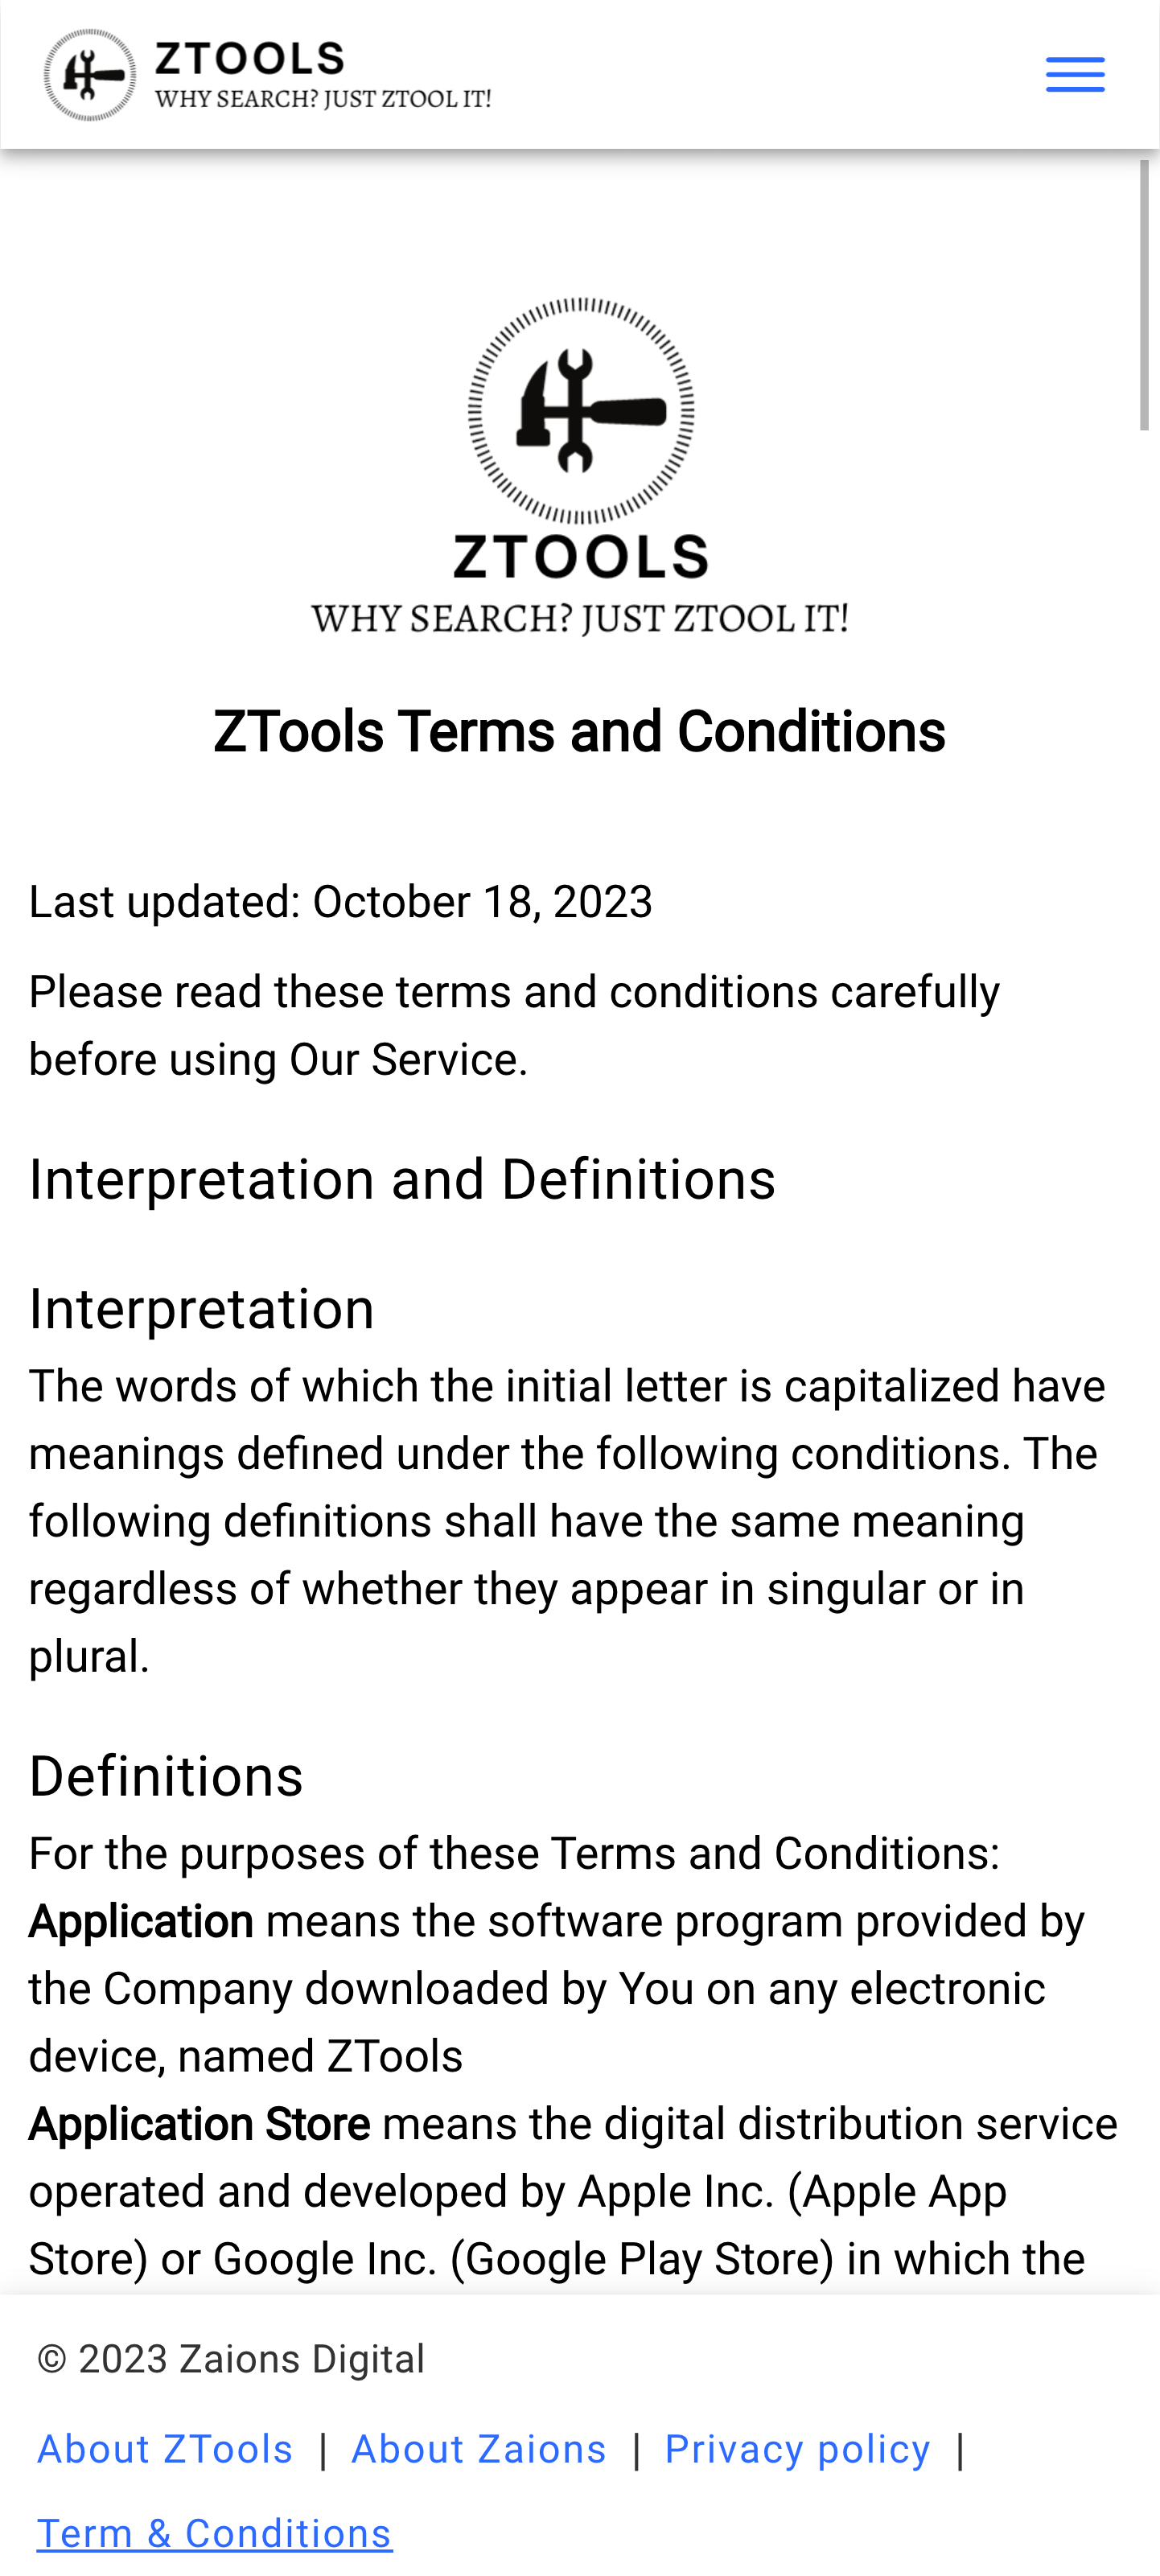 ZTOOLS
WHY SEARCH? JUST ZTOOL IT!
ZTOOLS
WHY SEARCH? JUST ZTOOL IT!
ZTools Terms and Conditions
Last updated: October 18, 2023
Please read these terms and conditions carefully
before using Our Service.
Interpretation and Definitions
Interpretation
The words of which the initial letter is capitalized have
meanings defined under the following conditions. The
following definitions shall have the same meaning
regardless of whether they appear in singular or in
plural.
Definitions
For the purposes of these Terms and Conditions:
Application means the software program provided by
the Company downloaded by You on any electronic
device, named ZTools
Application Store means the digital distribution service
operated and developed by Apple Inc. (Apple App
Store) or Google Inc. (Google Play Store) in which the
© 2023 Zaions Digital
About ZTools | About Zaions | Privacy policy |
Term & Conditions